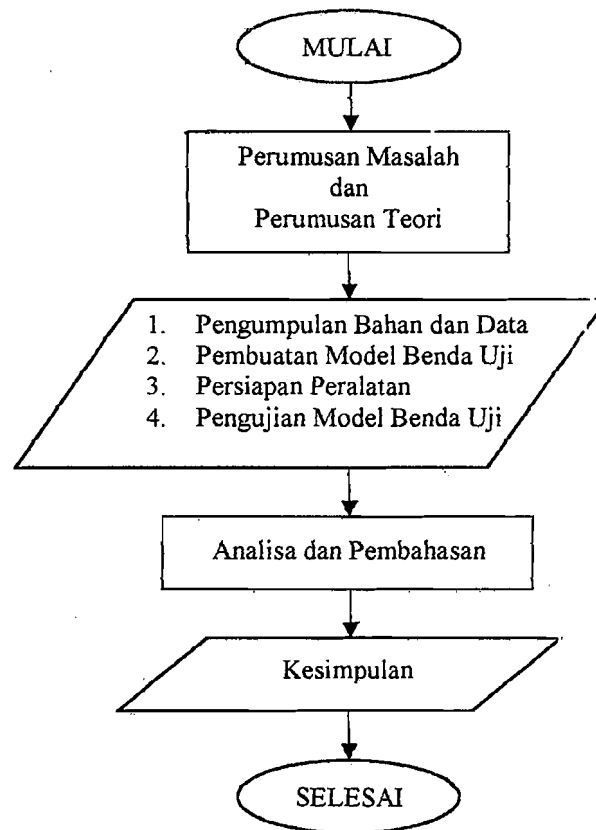 MULAI
Perumusan Masalah
dan
Perumusan Teori
1. Pengumpulan Bahan dan Data
2. Pembuatan Model Benda Uji
3. Persiapan Peralatan
4. Pengujian Model Benda Uji
Analisa dan Pembahasan
Kesimpulan
SELESAI